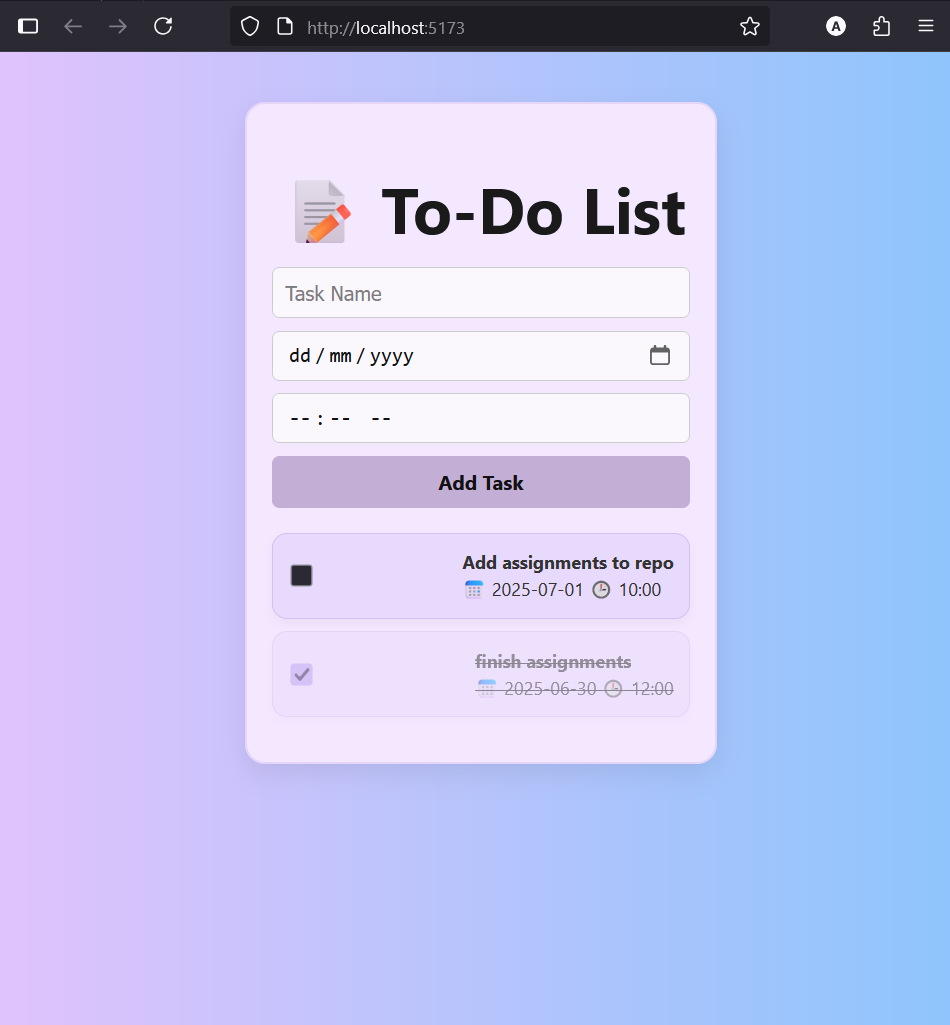 http://localhost:5173
A
To-Do List
Task Name
dd / mm / yyyy
-- : -- --
Add Task
Add assignments to repo
2025-07-01 10:00
finish assignments
2025-06-30 12:00